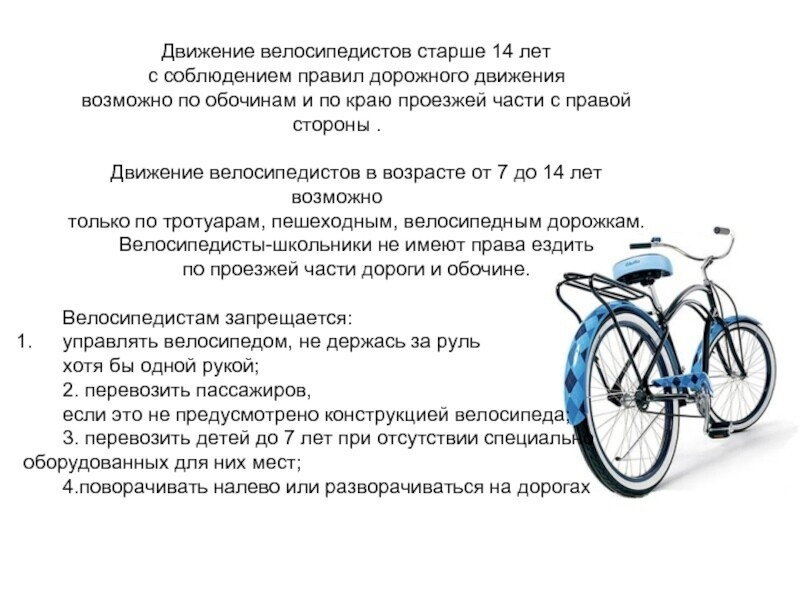 Движение велосипедистов старше 14 лет
с соблюдением правил дорожного движения
возможно по обочинам и по краю проезжей части с правой
стороны .
Движение велосипедистов в возрасте от 7 до 14 лет
возможно
только по тротуарам, пешеходным, велосипедным дорожкам.
Велосипедисты-школьники не имеют права ездить
по проезжей части дороги и обочине.
Велосипедистам запрещается:
1. управлять велосипедом, не держась за руль
хотя бы одной рукой;
2. перевозить пассажиров,
если это не предусмотрено конструкцией велосипеда;
3. перевозить детей до 7 лет при отсутствии специально
оборудованных для них мест;
4.поворачивать налево или разворачиваться на дорогах